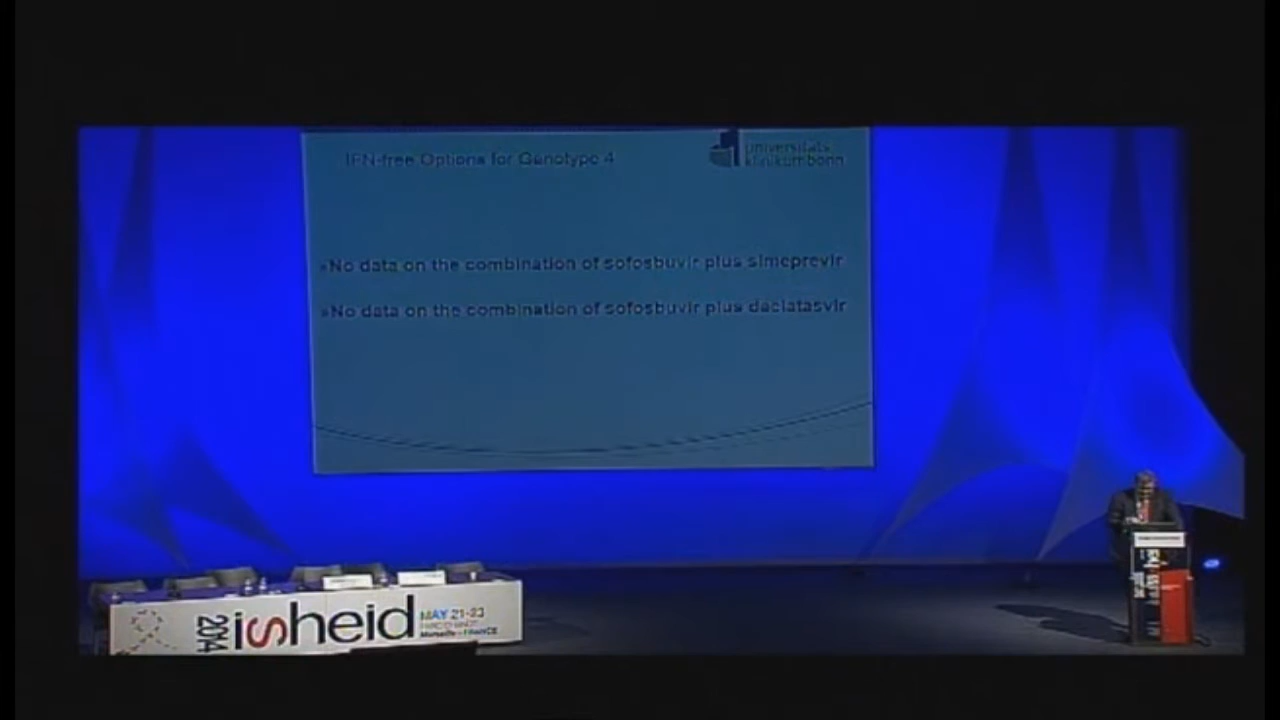 IFN-free Options for Genotype 4
universitäts
klinikumbonn
»No data on the combination of sofosbuvir plus simeprevir
»No data on the combination of sofosbuvir plus daclatasvir
2014
isheid
MAY 21-23
Marseille - FRANCE